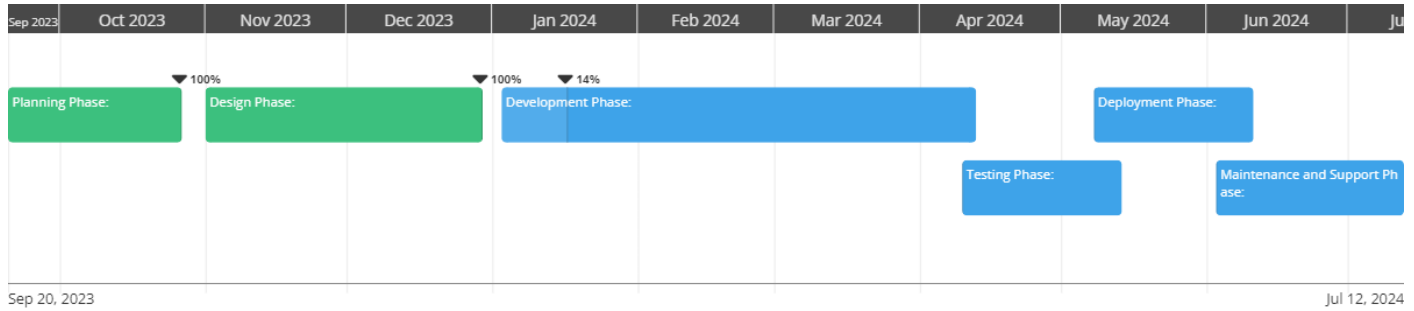 Sep 2023 Oct 2023 Nov 2023 Dec 2023 Jan 2024 Feb 2024 Mar 2024 Apr 2024 May 2024 Jun 2024 Ju
100% 100% 14%
Planning Phase: Design Phase: Development Phase: Deployment Phase:
Testing Phase: Maintenance and Support Ph
ase:
Sep 20, 2023 Jul 12, 2024